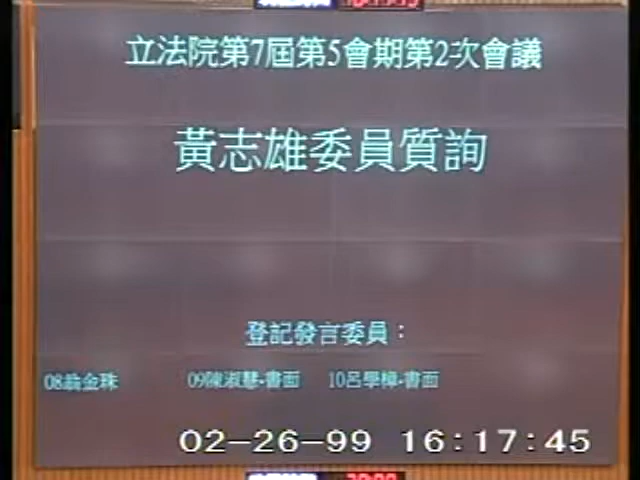 立法院第7屆第5會期第2次會議
黃志雄委員質詢
登記發言委員：
08翁金珠 09陳淑慧-書面 10呂學樟-書面
02-26-99 16:17:45